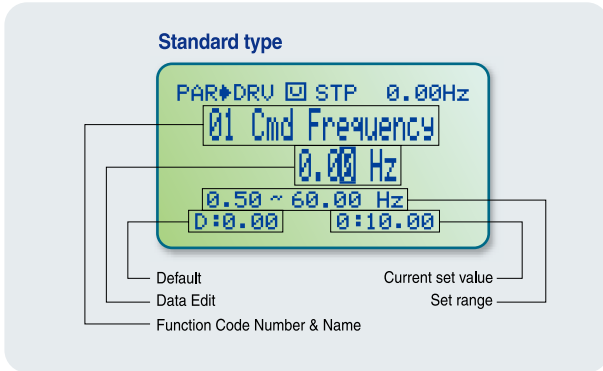 Standard type
PAR♦DRV U STP 0.00Hz
01 Cmd Frequency
0.00 Hz
0.50 ~ 60.00 Hz
D:0.00 0:10.00
Default Current set value
Data Edit Set range
Function Code Number & Name